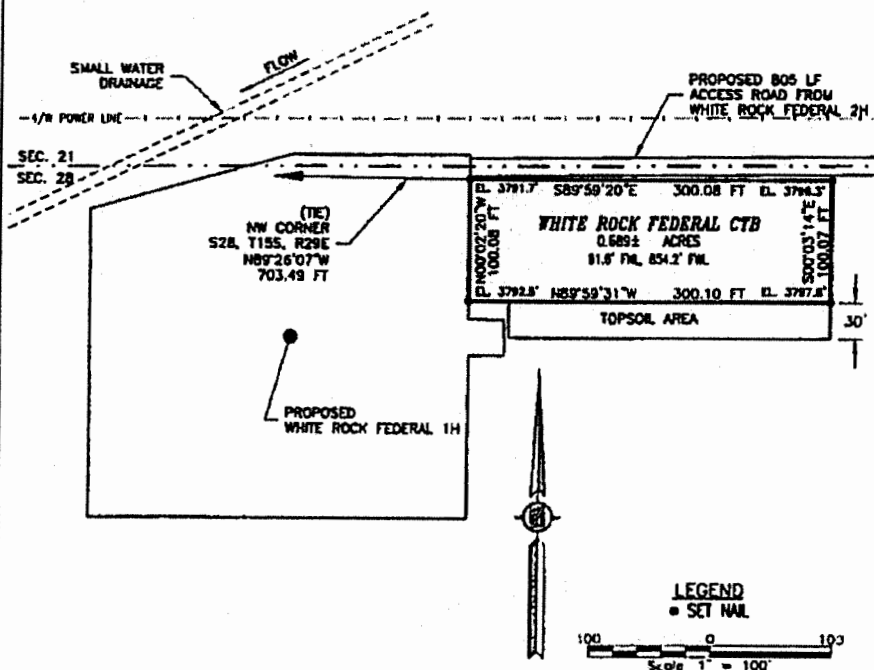 SMALL WATER
DRAINAGE
FLOW
PROPOSED 805 LF
ACCESS ROAD FROM
WHITE ROCK FEDERAL 2H
4/W POWER LINE
SEC. 21
SEC. 28
(TIE)
NW CORNER
S28, T15S, R29E
N89°26'07"W
703.49 FT
EL. 3791.7'
S89°59'20"E
300.08 FT
EL. 3796.3'
N00°02'20"W
100.08 FT
WHITE ROCK FEDERAL CTB
0.689± ACRES
91.6' FNL, 854.2' FWL
S00°03'14"E
100.07 FT
EL. 3792.8'
N89°59'31"W
300.10 FT
EL. 3797.8'
TOPSOIL AREA
30'
PROPOSED
WHITE ROCK FEDERAL 1H
LEGEND
SET NAIL
100 0 100
Scale 1" = 100'